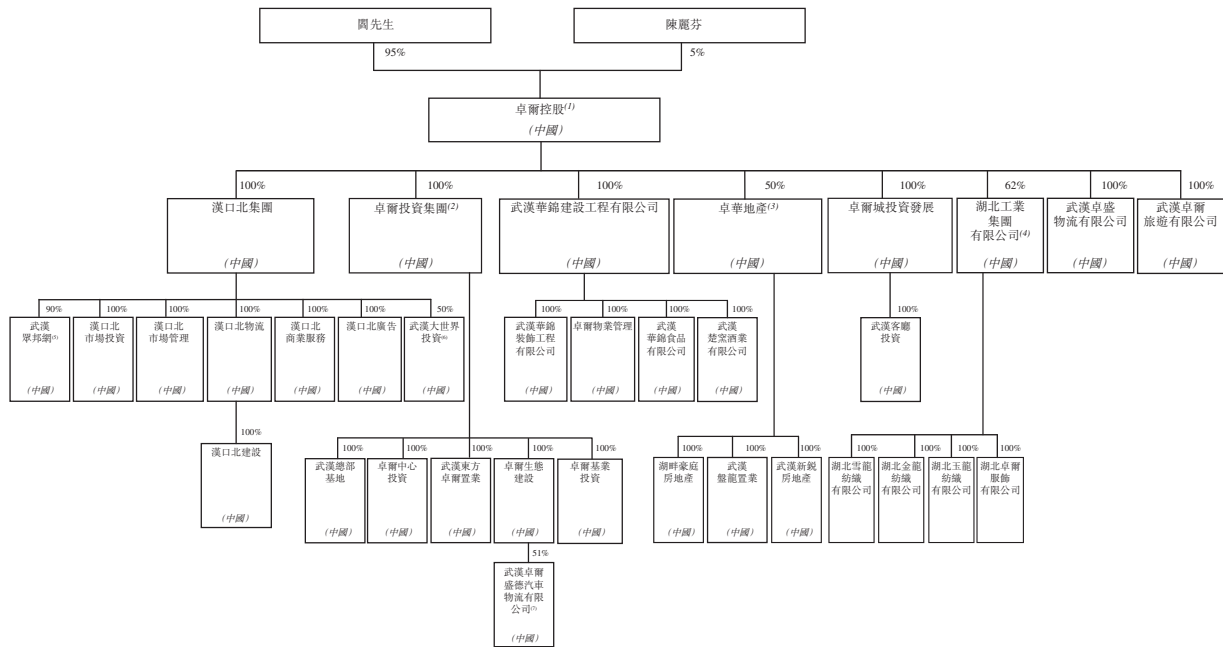 閻先生
陳麗芬
95%
5%
卓爾控股(1)
(中國)
100%
100%
100%
50%
100%
62%
100%
100%
漢口北集團
(中國)
卓爾投資集團(2)
(中國)
武漢華錦建設工程有限公司
(中國)
卓華地產(3)
(中國)
卓爾城投資發展
(中國)
湖北工業
集團
有限公司(4)
(中國)
武漢卓盛
物流有限公司
(中國)
武漢卓爾
旅遊有限公司
(中國)
90%
100%
100%
100%
100%
100%
50%
武漢
眾邦網(5)
(中國)
漢口北
市場投資
(中國)
漢口北
市場管理
(中國)
漢口北物流
(中國)
漢口北
商業服務
(中國)
漢口北廣告
(中國)
武漢大世界
投資(6)
(中國)
100%
100%
100%
100%
武漢華錦
裝飾工程
有限公司
(中國)
卓爾物業管理
(中國)
武漢
華錦食品
有限公司
(中國)
武漢
楚窯酒業
有限公司
(中國)
100%
武漢客廳
投資
(中國)
100%
漢口北建設
(中國)
100%
100%
100%
100%
100%
武漢總部
基地
(中國)
卓爾中心
投資
(中國)
武漢東方
卓爾置業
(中國)
卓爾生態
建設
(中國)
卓爾基業
投資
(中國)
100%
100%
100%
湖畔豪庭
房地產
(中國)
武漢
盤龍置業
(中國)
武漢新銳
房地產
(中國)
100%
100%
100%
100%
湖北雪龍
紡織
有限公司
湖北金龍
紡織
有限公司
湖北玉龍
紡織
有限公司
湖北卓爾
服飾
有限公司
51%
武漢卓爾
盛德汽車
物流有限
公司(7)
(中國)